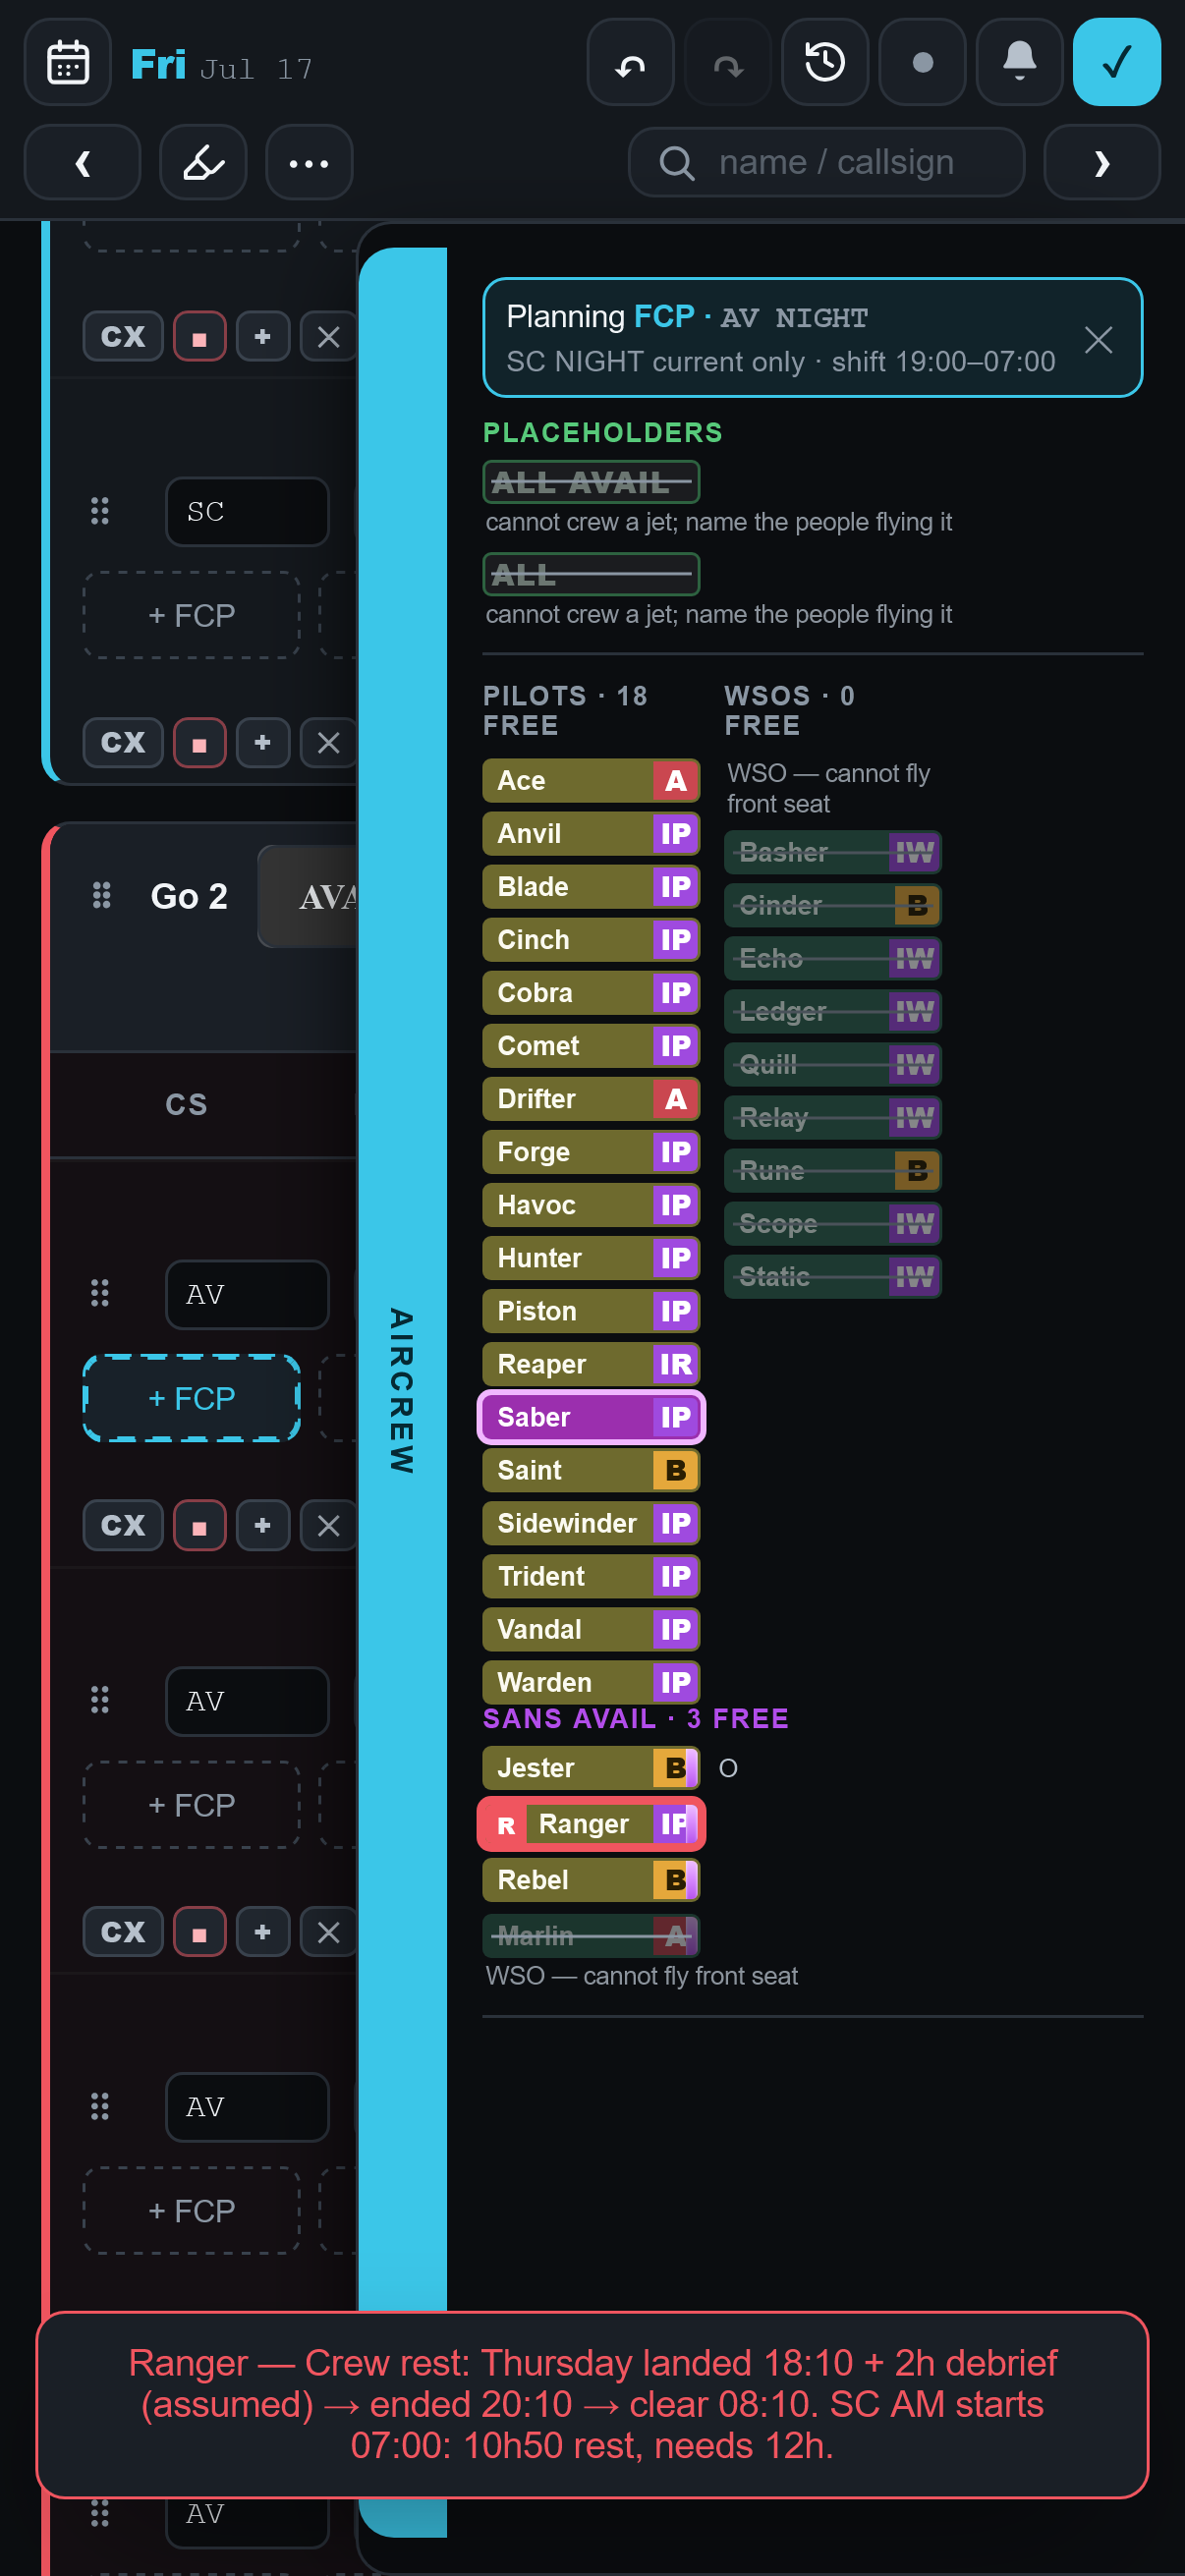 Fri Jul 17
name / callsign
Planning FCP · AV NIGHT
SC NIGHT current only · shift 19:00–07:00
PLACEHOLDERS
ALL AVAIL
cannot crew a jet; name the people flying it
ALL
cannot crew a jet; name the people flying it
PILOTS · 18
FREE
Ace A
Anvil IP
Blade IP
Cinch IP
Cobra IP
Comet IP
Drifter A
Forge IP
Havoc IP
Hunter IP
Piston IP
Reaper IR
Saber IP
Saint B
Sidewinder IP
Trident IP
Vandal IP
Warden IP
WSOS · 0
FREE
WSO — cannot fly
front seat
Basher IW
Cinder B
Echo IW
Ledger IW
Quill IW
Relay IW
Rune B
Scope IW
Static IW
SANS AVAIL · 3 FREE
Jester B O
R Ranger IP
Rebel B
Marlin A
WSO — cannot fly front seat
AIRCREW
CX +
SC
+ FCP
CX +
Go 2
CS
AV
+ FCP
CX +
AV
+ FCP
CX +
AV
+ FCP
Ranger — Crew rest: Thursday landed 18:10 + 2h debrief
(assumed) → ended 20:10 → clear 08:10. SC AM starts
07:00: 10h50 rest, needs 12h.
AV